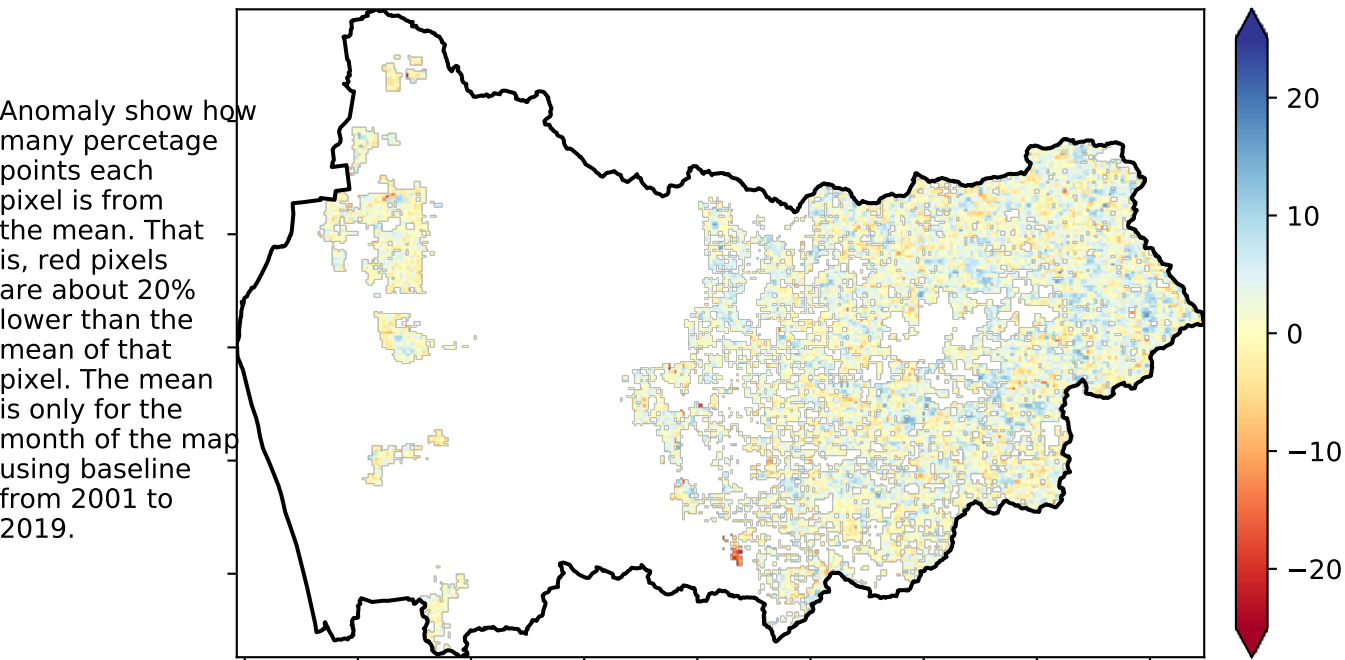 Anomaly show how
many percetage
points each
pixel is from
the mean. That
is, red pixels
are about 20%
lower than the
mean of that
pixel. The mean
is only for the
month of the map
using baseline
from 2001 to
2019.
20
10
0
−10
−20